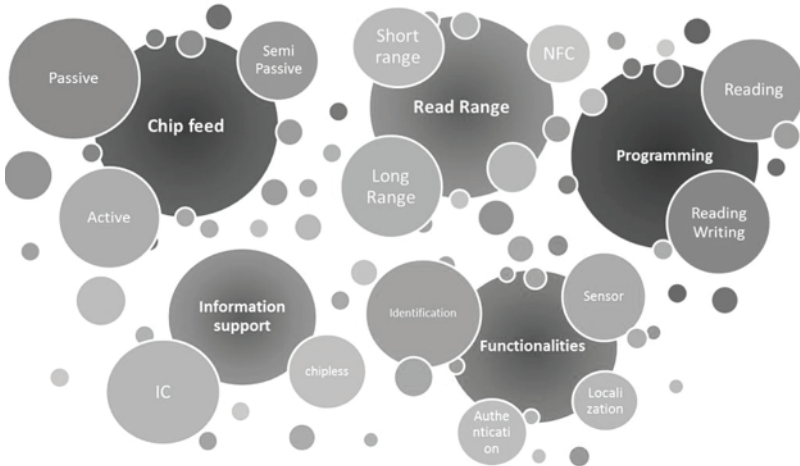 Passive
Semi
Passive
Chip feed
Active
Short
range
NFC
Read Range
Long
Range
Reading
Programming
Reading
Writing
Information
support
IC
chipless
Identification
Sensor
Functionalities
Locali
zation
Authe
nticati
on